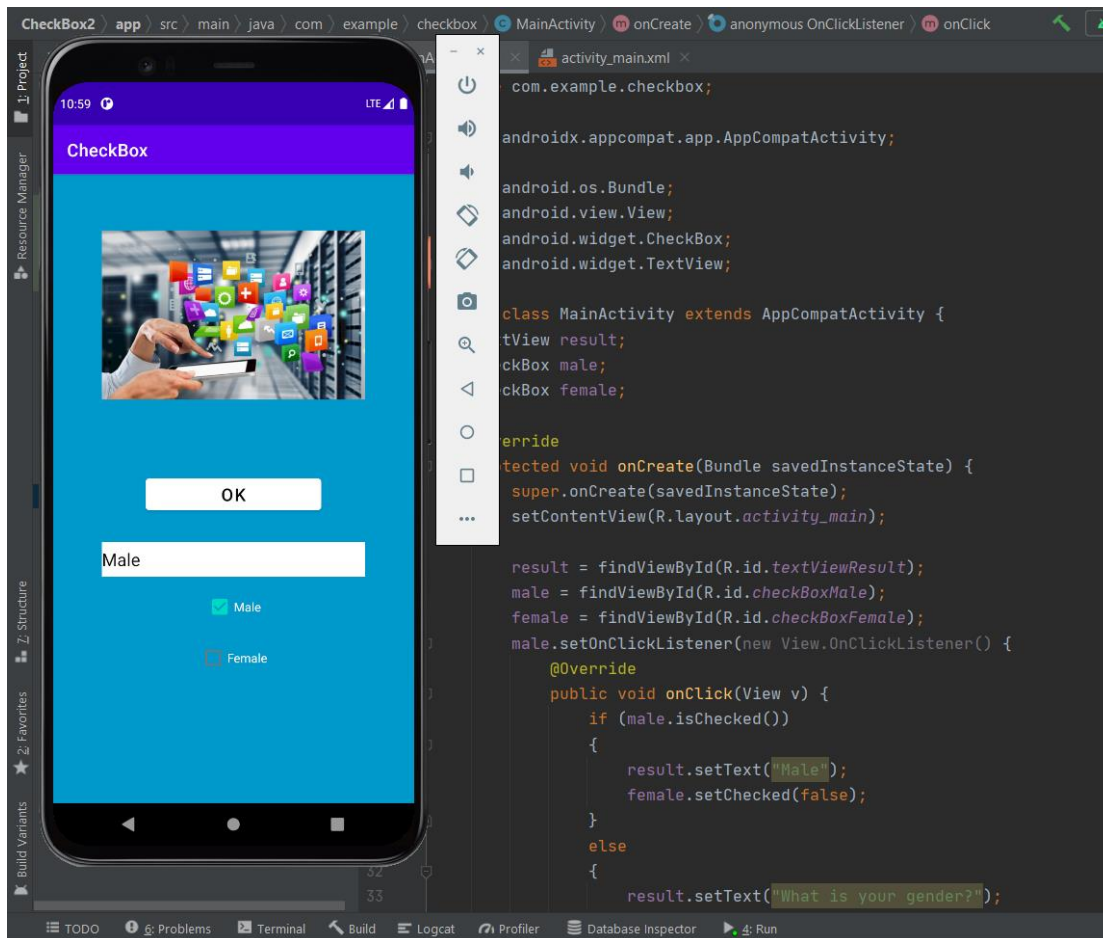 CheckBox2 app src main java com example checkbox MainActivity onCreate anonymous OnClickListener onClick
activity_main.xml
1: Project
Resource Manager
Z: Structure
2: Favorites
Build Variants
10:59 LTE
CheckBox
OK
Male
Male
Female
com.example.checkbox;
androidx.appcompat.app.AppCompatActivity;
android.os.Bundle;
android.view.View;
android.widget.CheckBox;
android.widget.TextView;
class MainActivity extends AppCompatActivity {
tView result;
ckBox male;
ckBox female;
erride
tected void onCreate(Bundle savedInstanceState) {
super.onCreate(savedInstanceState);
setContentView(R.layout.activity_main);
result = findViewById(R.id.textViewResult);
male = findViewById(R.id.checkBoxMale);
female = findViewById(R.id.checkBoxFemale);
male.setOnClickListener(new View.OnClickListener() {
@Override
public void onClick(View v) {
if (male.isChecked())
{
result.setText("Male");
female.setChecked(false);
}
else
32 {
33 result.setText("What is your gender?");
TODO 6: Problems Terminal Build Logcat Profiler Database Inspector 4: Run